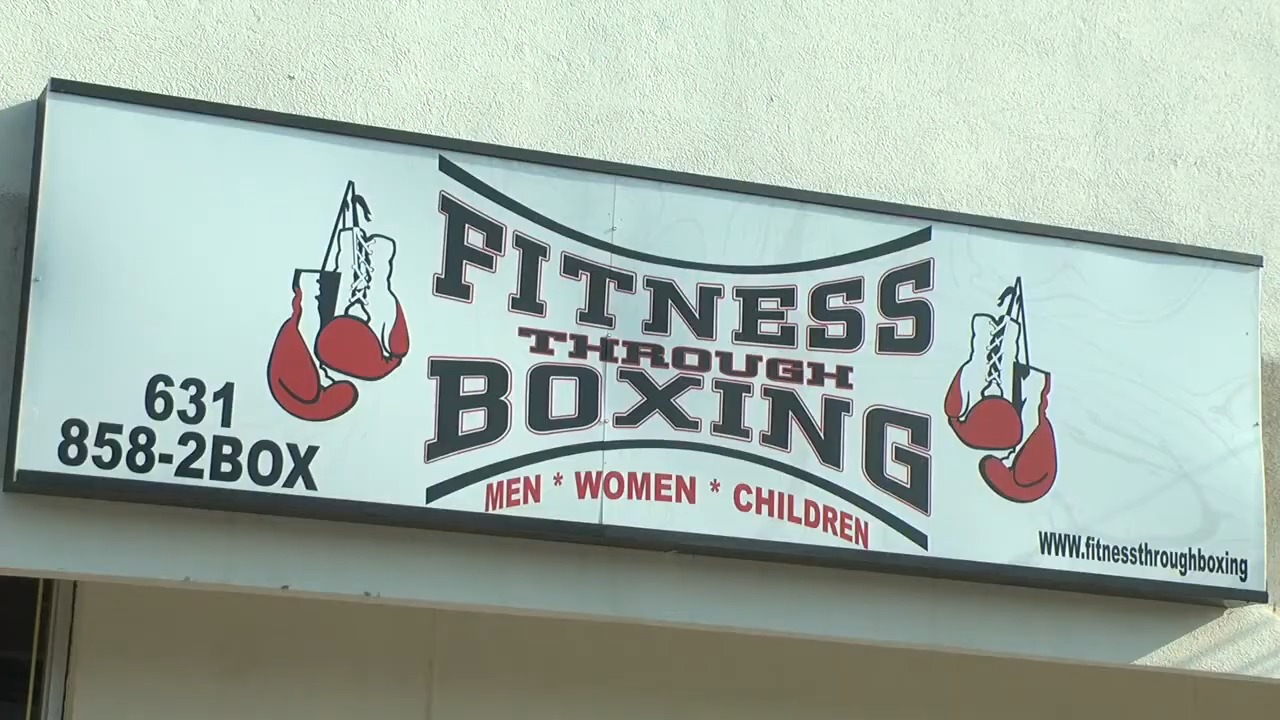 FITNESS
THROUGH
BOXING
MEN * WOMEN * CHILDREN
631
858-2BOX
www.fitnessthroughboxing